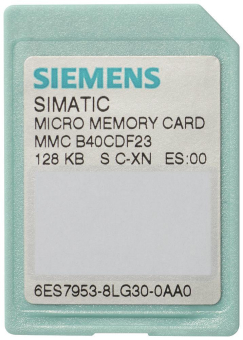 SIEMENS
SIMATIC
MICRO MEMORY CARD
MMC B40CDF23
128 KB S C-XN ES:00
6ES7953-8LG30-0AA0